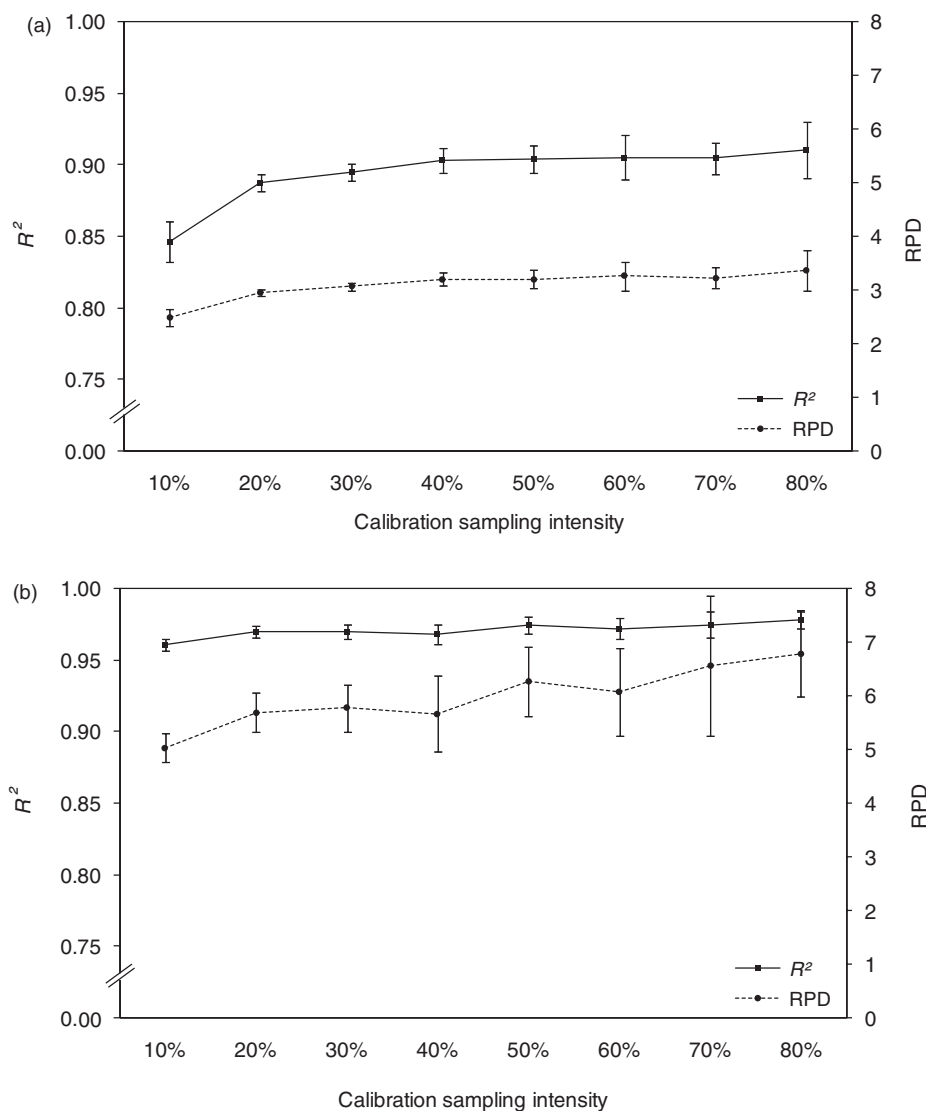 (a)
1.00
0.95
0.90
0.85
0.80
0.75
0.00
R²
8
7
6
5
4
3
2
1
0
RPD
R²
RPD
10% 20% 30% 40% 50% 60% 70% 80%
Calibration sampling intensity
(b)
1.00
0.95
0.90
0.85
0.80
0.75
0.00
R²
8
7
6
5
4
3
2
1
0
RPD
R²
RPD
10% 20% 30% 40% 50% 60% 70% 80%
Calibration sampling intensity